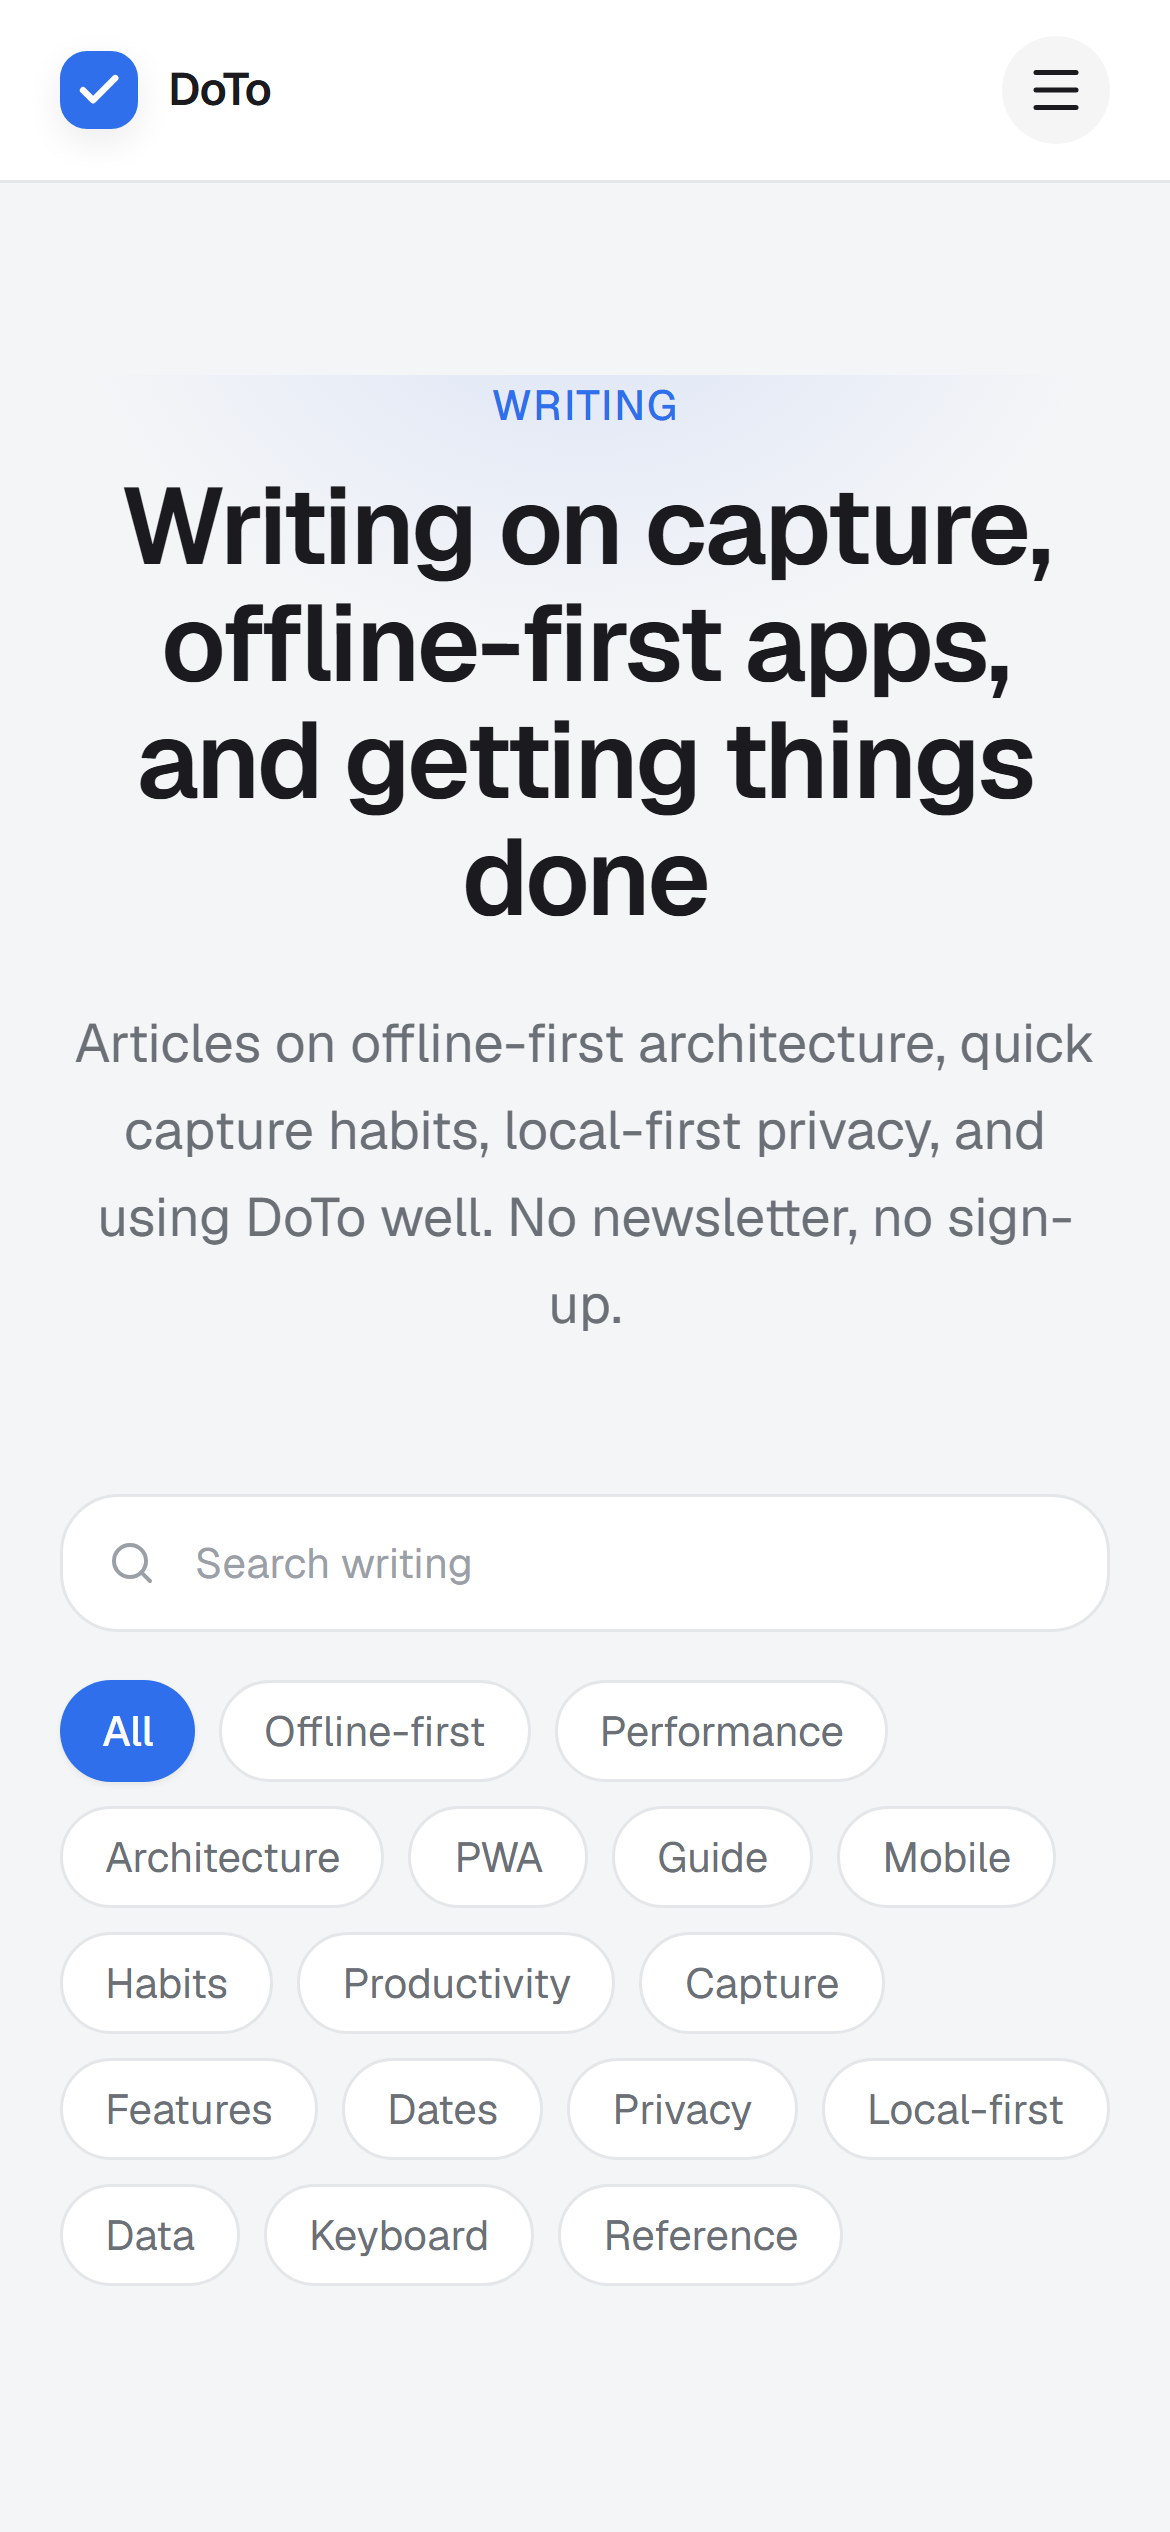 DoTo
WRITING
Writing on capture,
offline-first apps,
and getting things
done
Articles on offline-first architecture, quick
capture habits, local-first privacy, and
using DoTo well. No newsletter, no sign-
up.
Search writing
All Offline-first Performance
Architecture PWA Guide Mobile
Habits Productivity Capture
Features Dates Privacy Local-first
Data Keyboard Reference